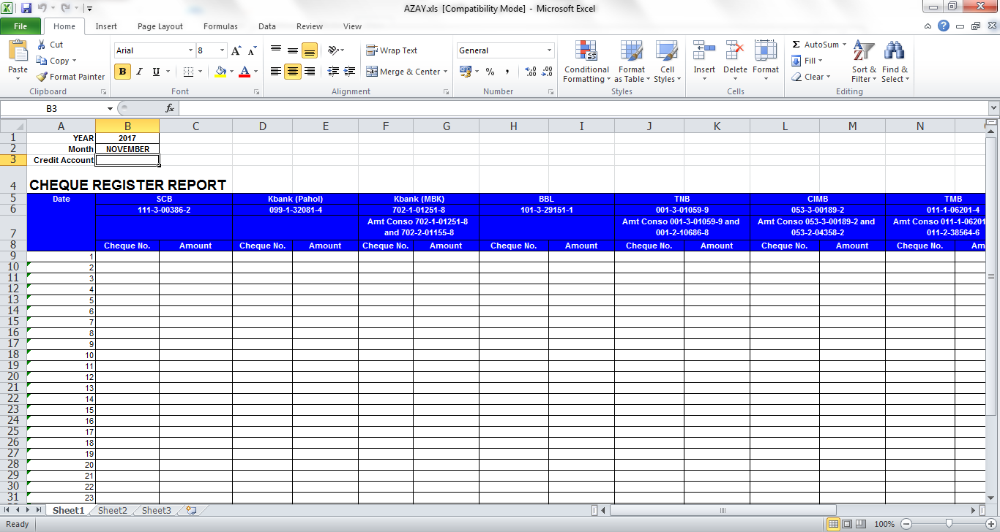 AZAY.xls [Compatibility Mode] - Microsoft Excel
File Home Insert Page Layout Formulas Data Review View
Paste
Cut
Copy
Format Painter
Clipboard
Arial 8
B I U
Font
Wrap Text
Merge & Center
Alignment
General
Number
Conditional Formatting
Format as Table
Cell Styles
Styles
Insert Delete Format
Cells
AutoSum
Fill
Clear
Sort & Filter
Find & Select
Editing
B3 fx
A B C D E F G H I J K L M N
1 YEAR 2017
2 Month NOVEMBER
3 Credit Account
4 CHEQUE REGISTER REPORT
5 Date SCB Kbank (Pahol) Kbank (MBK) BBL TNB CIMB TMB
6 111-3-00386-2 099-1-32081-4 702-1-01251-8 101-3-29151-1 001-3-01059-9 053-3-00189-2 011-1-06201-4
Amt Conso 702-1-01251-8 Amt Conso 001-3-01059-9 and Amt Conso 053-3-00189-2 and Amt Conso 011-1-06201
7 and 702-2-01155-8 001-2-10686-8 053-2-04358-2 011-2-38564-6
8 Cheque No. Amount Cheque No. Amount Cheque No. Amount Cheque No. Amount Cheque No. Amount Cheque No. Amount Cheque No. Am
9 1
10 2
11 3
12 4
13 5
14 6
15 7
16 8
17 9
18 10
19 11
20 12
21 13
22 14
23 15
24 16
25 17
26 18
27 19
28 20
29 21
30 22
31 23
Sheet1 Sheet2 Sheet3
Ready 100%